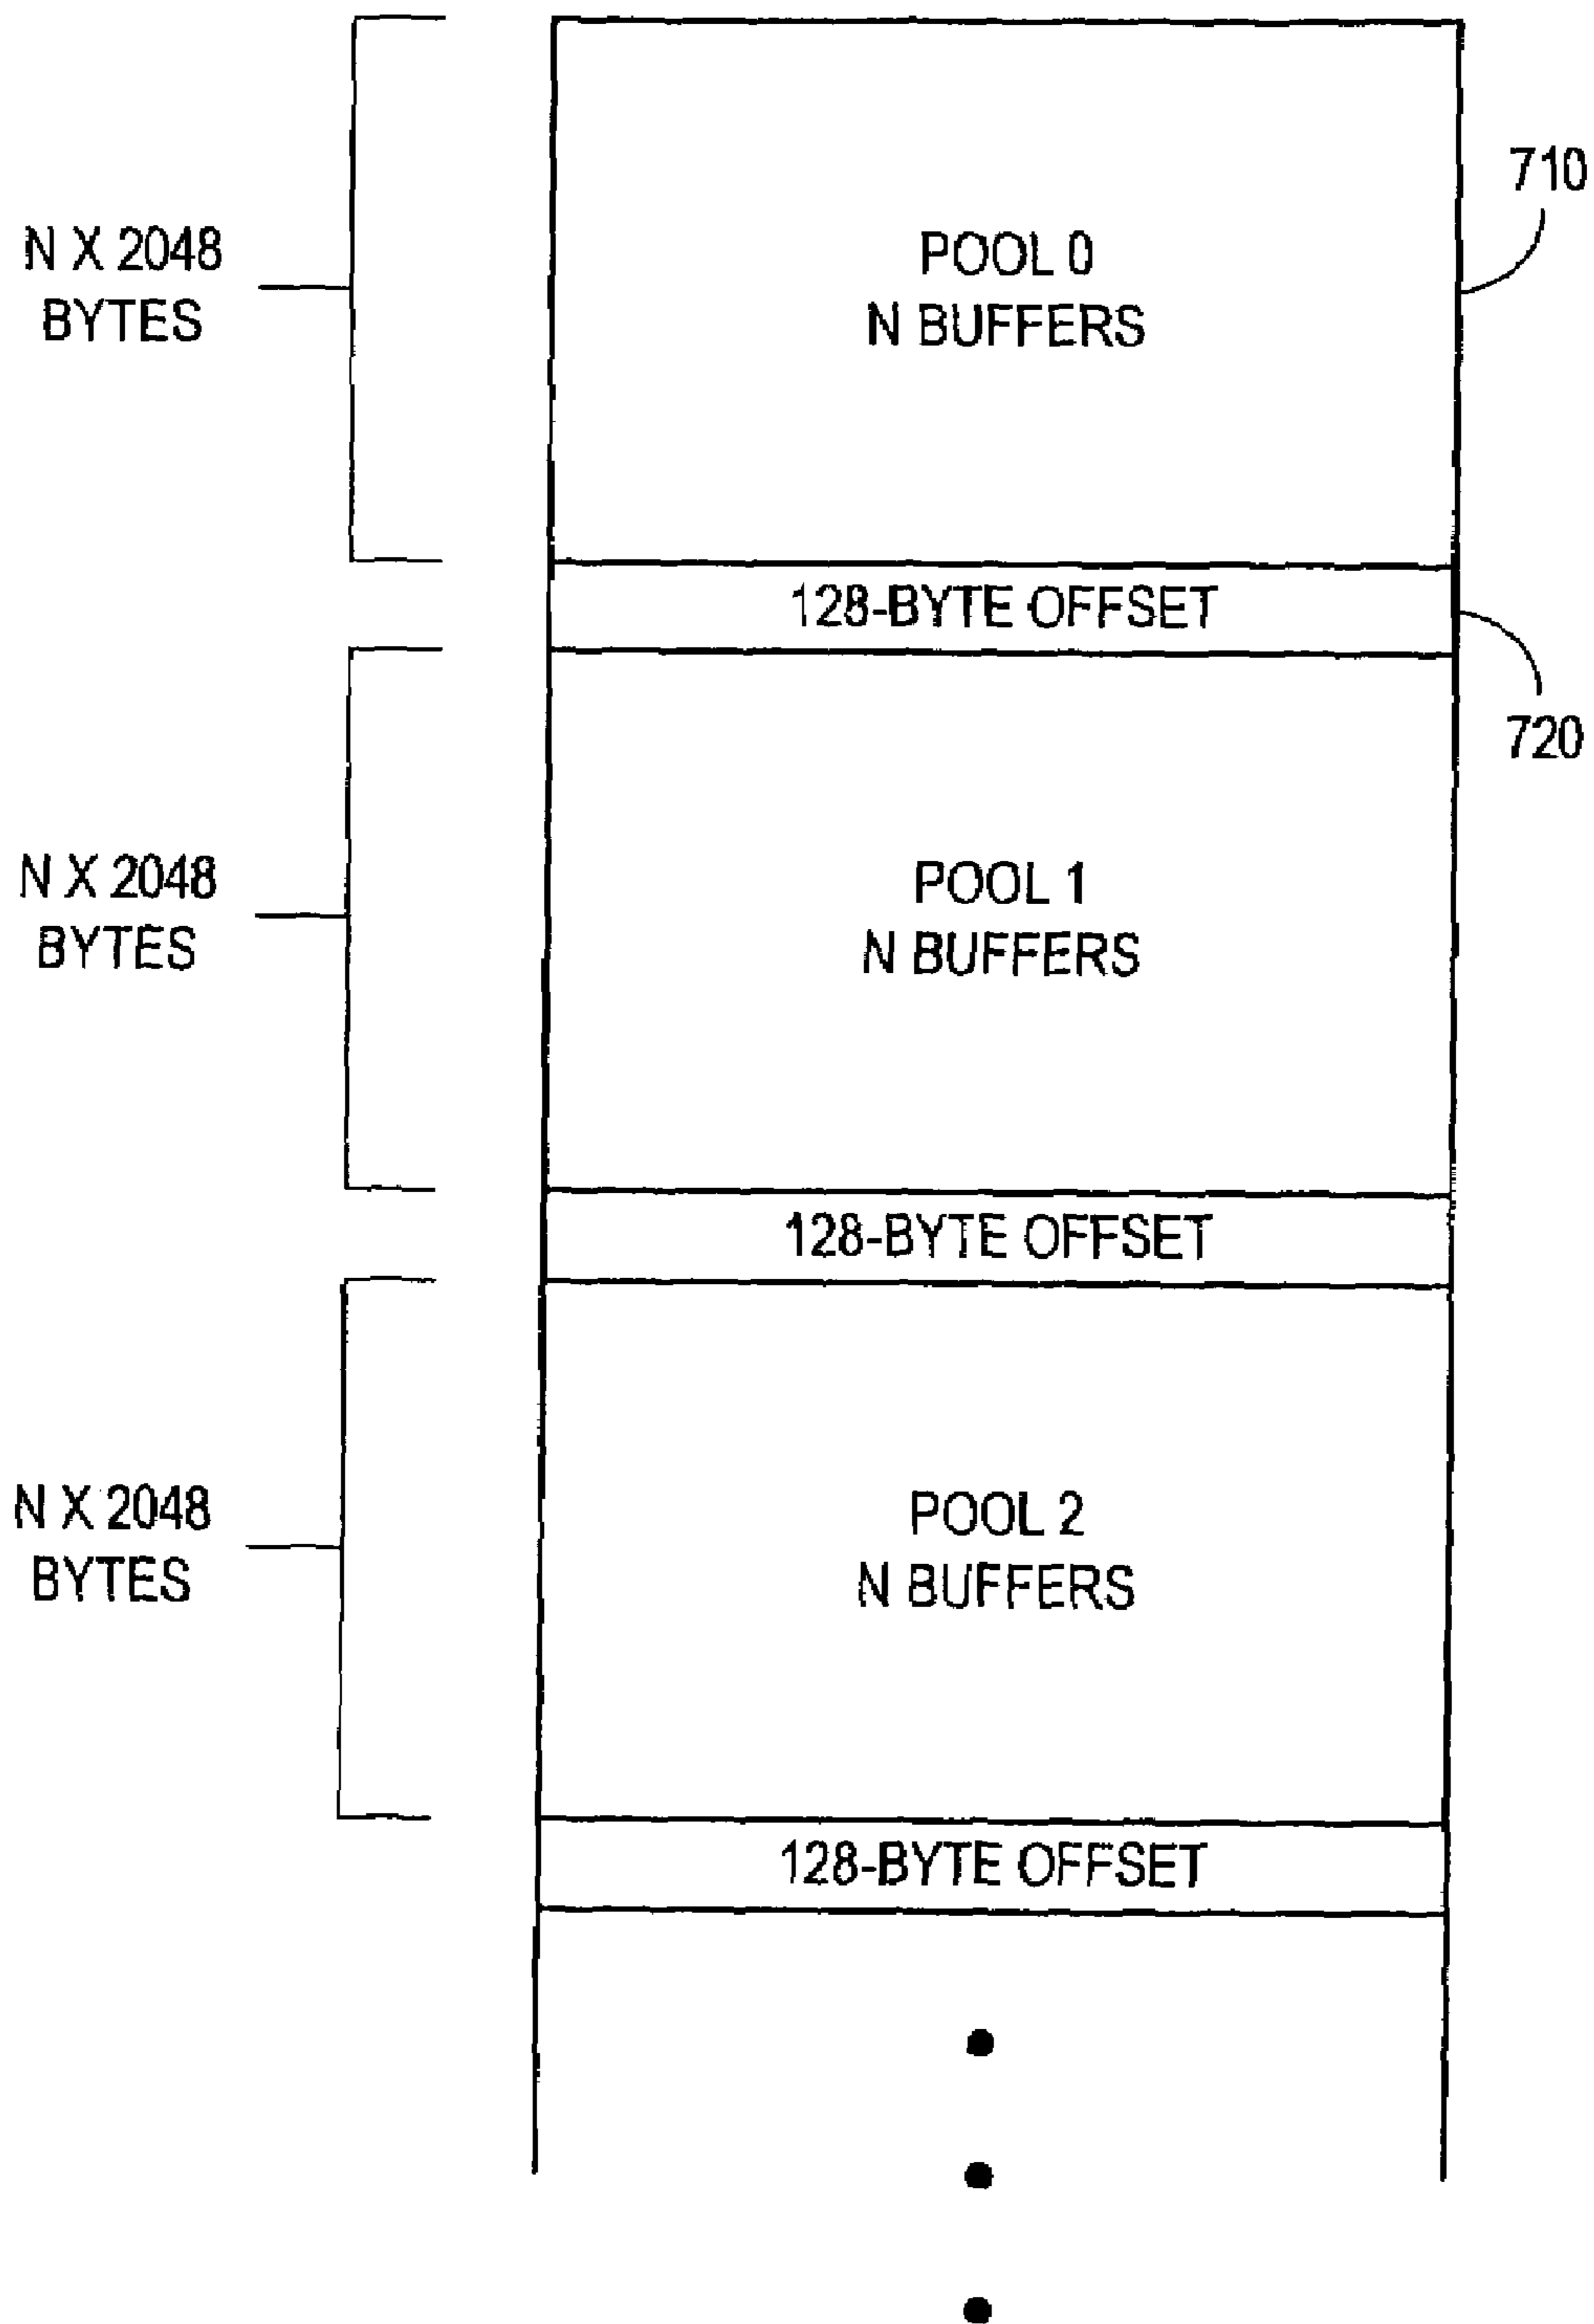 N X 2048
BYTES
POOL 0
N BUFFERS
710
128-BYTE OFFSET
720
N X 2048
BYTES
POOL 1
N BUFFERS
128-BYTE OFFSET
N X 2048
BYTES
POOL 2
N BUFFERS
128-BYTE OFFSET